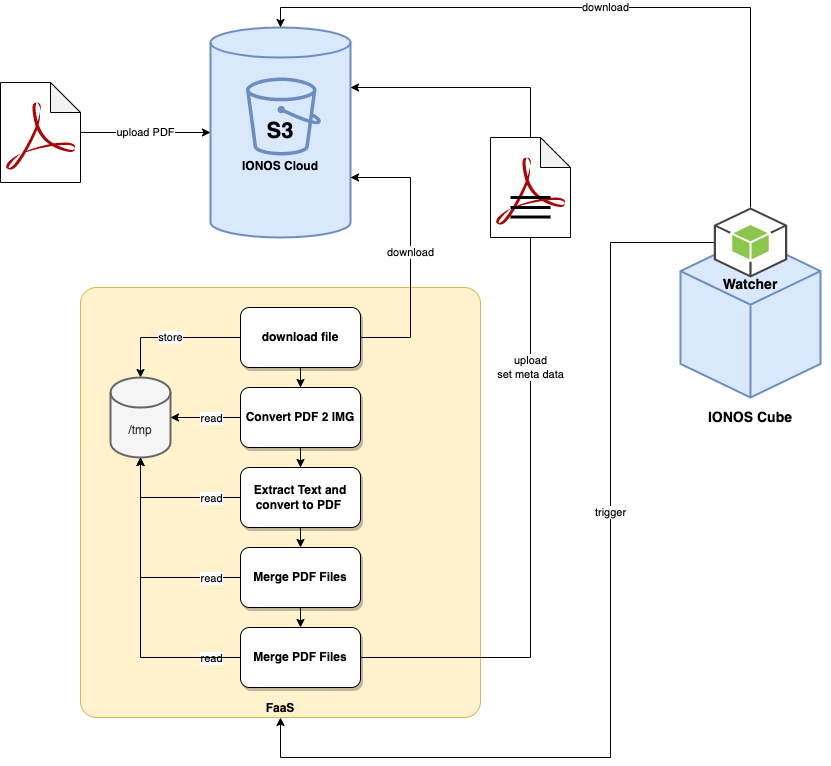 download
S3
IONOS Cloud
upload PDF
download
Watcher
IONOS Cube
download file
store
/tmp
Convert PDF 2 IMG
read
upload
set meta data
Extract Text and
convert to PDF
read
trigger
Merge PDF Files
read
Merge PDF Files
read
FaaS